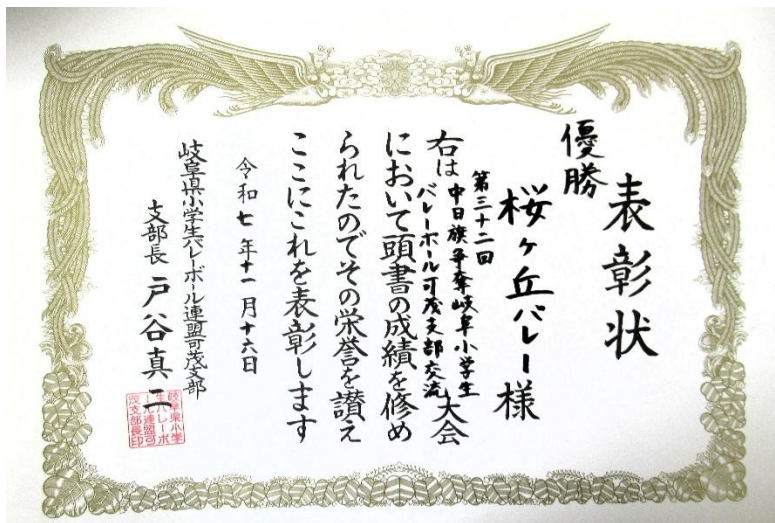 表彰状
優勝
桜ヶ丘バレー様
右は第三十二回中日旗争奪岐阜小学生バレーボール可茂支部交流大会
において頭書の成績を修め
られたのでその栄誉を讃え
ここにこれを表彰します
令和七年十一月十六日
岐阜県小学生バレーボール連盟可茂支部
支部長 戸谷真二
岐阜県小学
生バレーボ
ール連盟可
茂支部長印